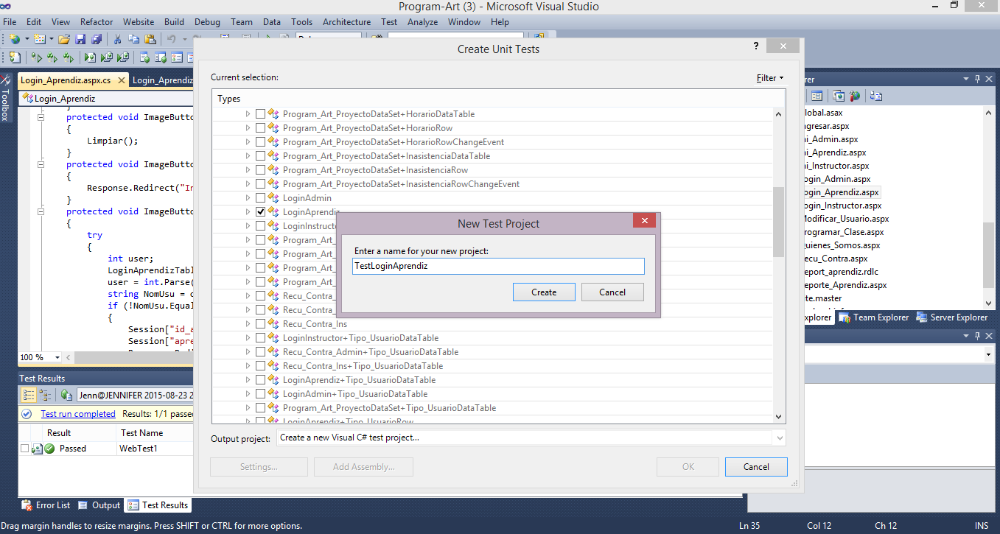 Program-Art (3) - Microsoft Visual Studio
File Edit View Refactor Website Build Debug Team Data Tools Architecture Test Analyze Window Help
Create Unit Tests
Current selection:
Filter
Types
Program_Art_ProyectoDataSet+HorarioDataTable
Program_Art_ProyectoDataSet+HorarioRow
Program_Art_ProyectoDataSet+HorarioRowChangeEvent
Program_Art_ProyectoDataSet+InasistenciaDataTable
Program_Art_ProyectoDataSet+InasistenciaRow
Program_Art_ProyectoDataSet+InasistenciaRowChangeEvent
LoginAdmin
LoginAprendiz
LoginInstructo
Program_Art_
Program_Art_
Program_Art_
Program_Art_
Recu_Contra_
Recu_Contra_
Recu_Contra_Ins
LoginInstructor+Tipo_UsuarioDataTable
Recu_Contra_Admin+Tipo_UsuarioDataTable
Recu_Contra_Ins+Tipo_UsuarioDataTable
LoginAprendiz+Tipo_UsuarioDataTable
LoginAdmin+Tipo_UsuarioDataTable
Program_Art_ProyectoDataSet+Tipo_UsuarioDataTable
LoginAprendiz+Tipo_UsuarioRow
Output project: Create a new Visual C# test project...
Settings... Add Assembly... OK Cancel
New Test Project
Enter a name for your new project:
TestLoginAprendiz
Create Cancel
Toolbox
Login_Aprendiz.aspx.cs Login_Aprendiz
Login_Aprendiz
}
protected void ImageButto
{
Limpiar();
}
protected void ImageButto
{
Response.Redirect("In
}
protected void ImageButto
{
try
{
int user;
LoginAprendizTabl
user = int.Parse(
string NomUsu = c
if (!NomUsu.Equal
{
Session["id_a
Session["apre
100 %
Test Results
Jenn@JENNIFER 2015-08-23 2
Test run completed Results: 1/1 passe
Result Test Name
Passed WebTest1
Error List Output Test Results
rer
lobal.asax
gresar.aspx
ni_Admin.aspx
ni_Aprendiz.aspx
ni_Instructor.aspx
ogin_Admin.aspx
ogin_Aprendiz.aspx
ogin_Instructor.aspx
Modificar_Usuario.aspx
rogramar_Clase.aspx
uienes_Somos.aspx
ecu_Contra.aspx
eport_aprendiz.rdlc
eporte_Aprendiz.aspx
ite.master
xplorer Team Explorer Server Explorer
Drag margin handles to resize margins. Press SHIFT or CTRL for more options. Ln 35 Col 12 Ch 12 INS